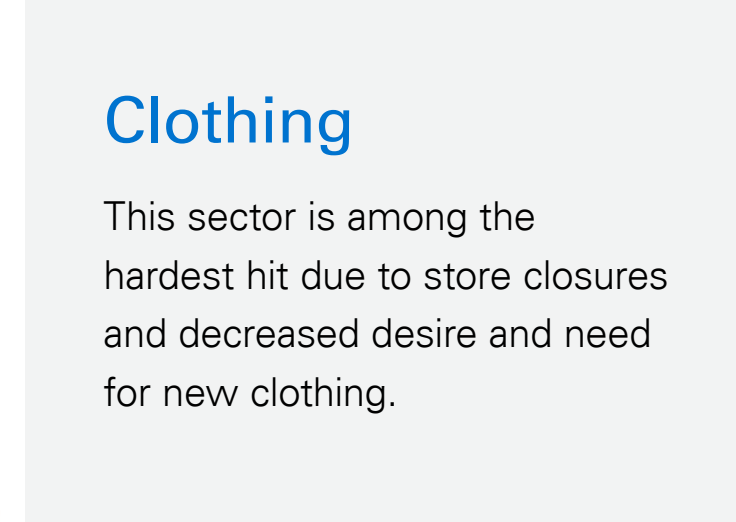 Clothing
This sector is among the
hardest hit due to store closures
and decreased desire and need
for new clothing.